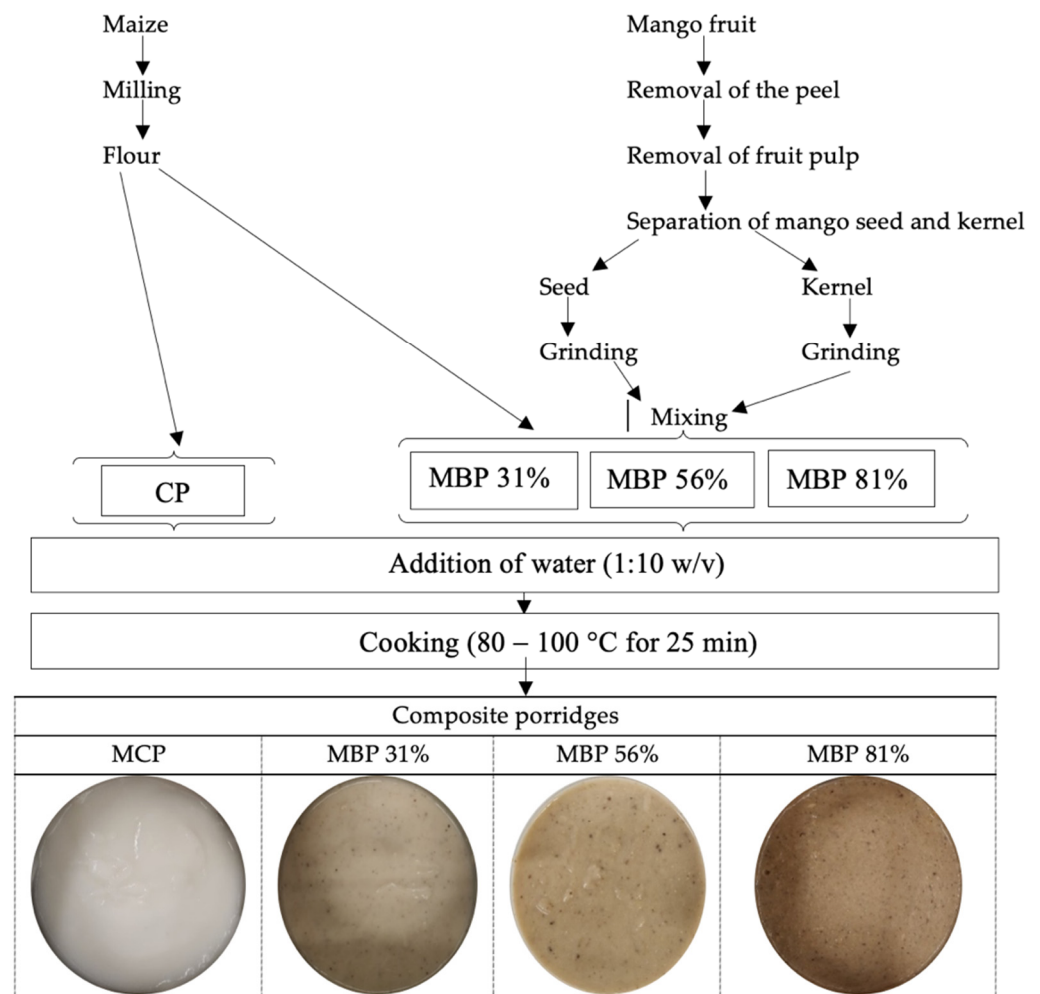 Maize
Milling
Flour
Mango fruit
Removal of the peel
Removal of fruit pulp
Separation of mango seed and kernel
Seed
Kernel
Grinding
Grinding
Mixing
CP
MBP 31%
MBP 56%
MBP 81%
Addition of water (1:10 w/v)
Cooking (80 – 100 °C for 25 min)
Composite porridges
MCP
MBP 31%
MBP 56%
MBP 81%